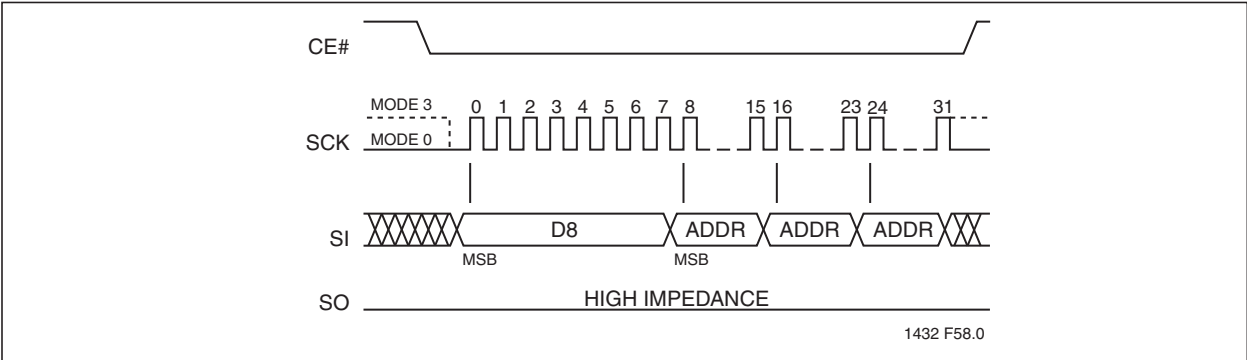 CE#
MODE 3 0 1 2 3 4 5 6 7 8 15 16 23 24 31
SCK MODE 0
SI D8 ADDR ADDR ADDR
MSB MSB
SO HIGH IMPEDANCE
1432 F58.0